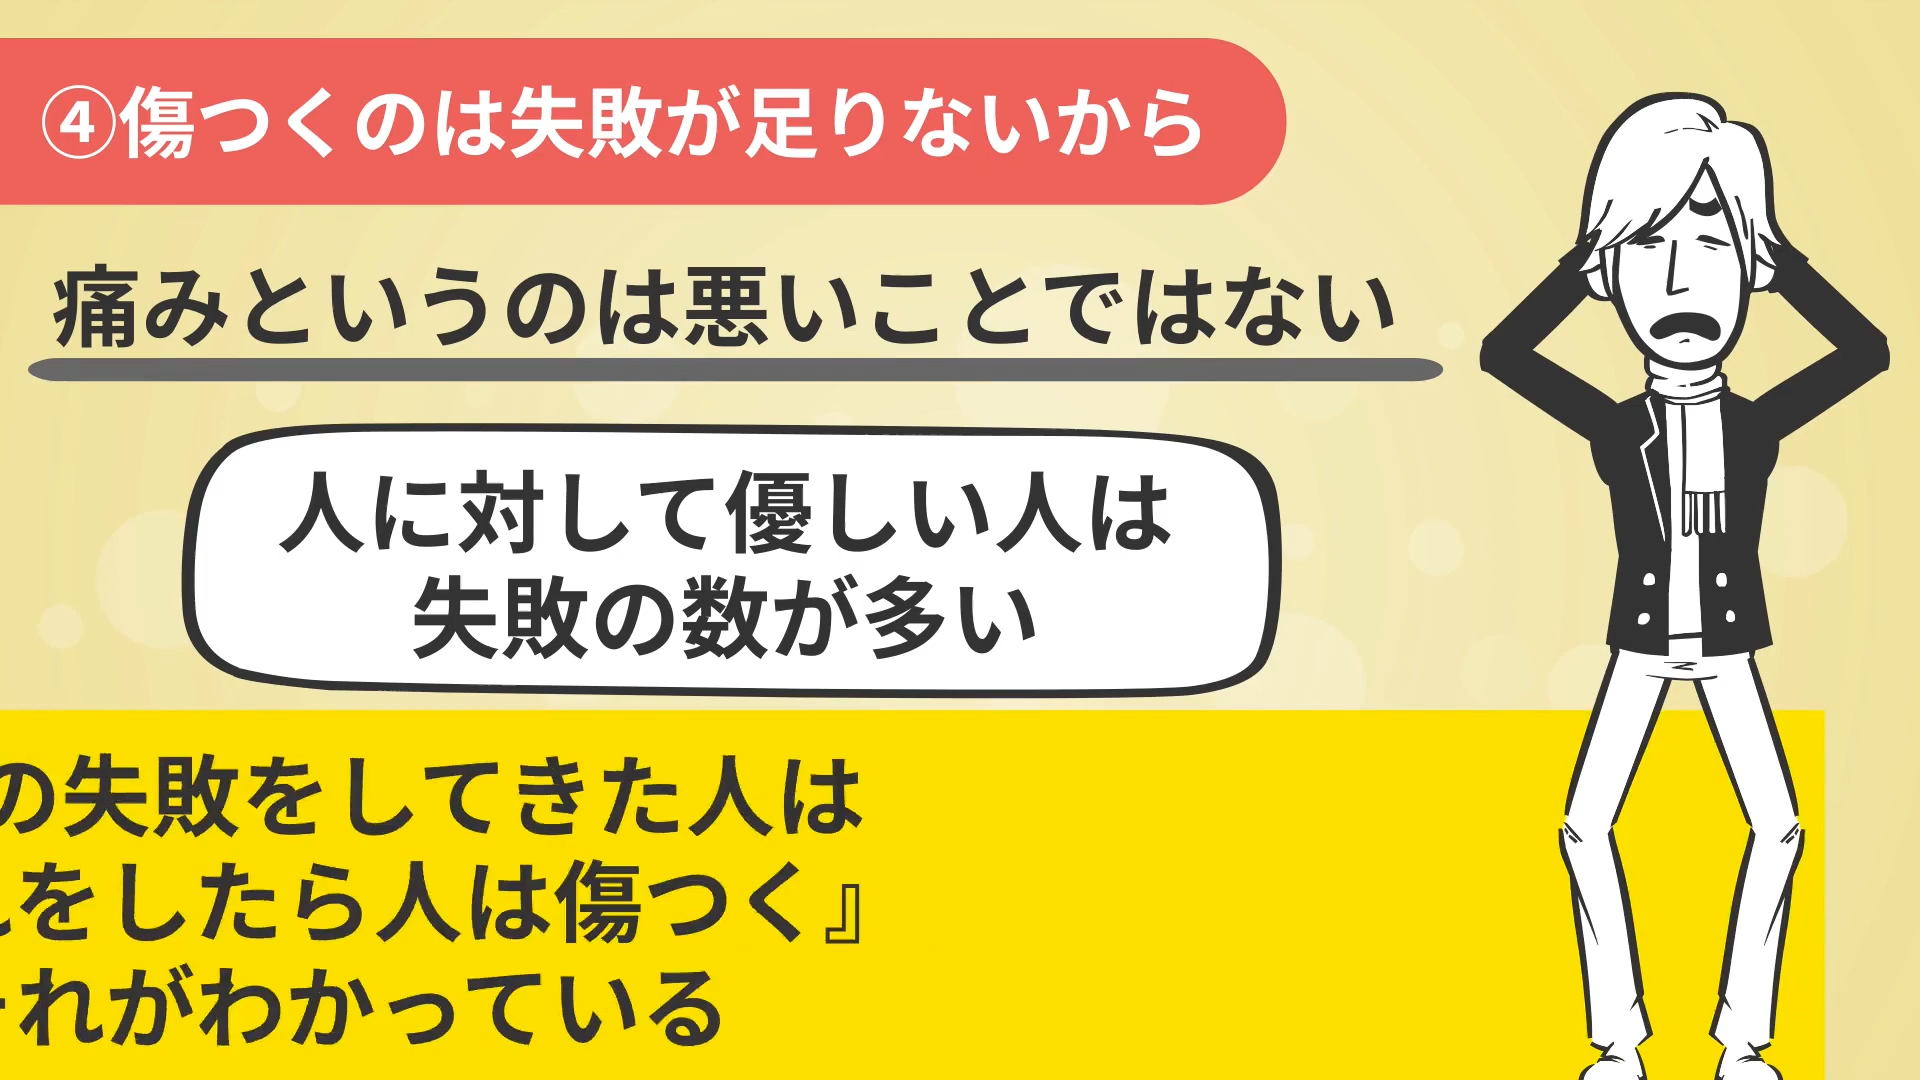 ④傷つくのは失敗が足りないから
痛みというのは悪いことではない
人に対して優しい人は
失敗の数が多い
の失敗をしてきた人は
をしたら人は傷つく』
れがわかっている